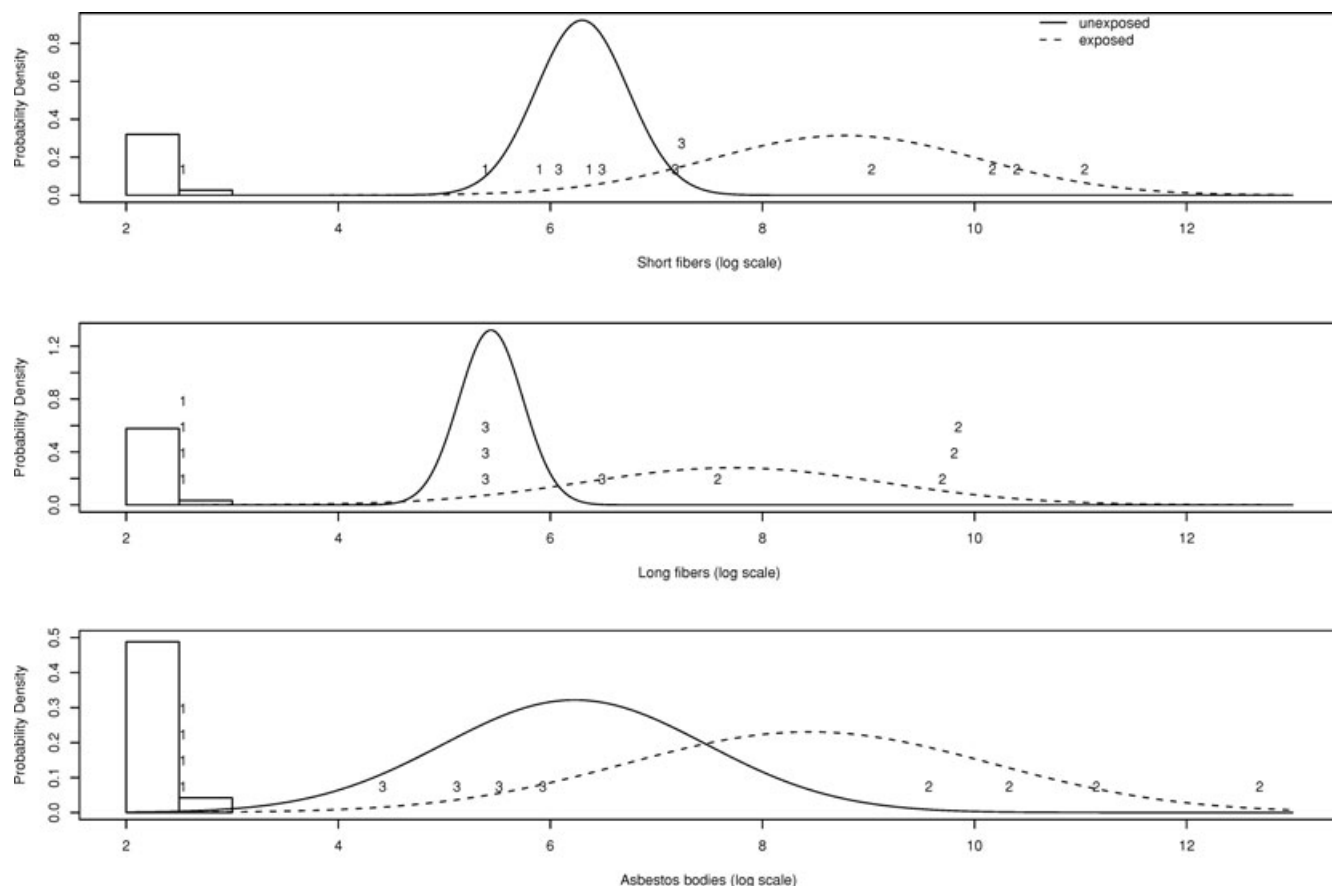 unexposed
exposed
Probability Density
0.0 0.2 0.4 0.6 0.8
1 1 1 3 1 3 3 3 2 2 2 2
2 4 6 8 10 12
Short fibers (log scale)
Probability Density
0.0 0.4 0.8 1.2
1
1 3 2
1 3 2
1 3 3 2 2
2 4 6 8 10 12
Long fibers (log scale)
Probability Density
0.0 0.1 0.2 0.3 0.4 0.5
1
1
1
1 3 3 3 3 2 2 2 2
2 4 6 8 10 12
Asbestos bodies (log scale)